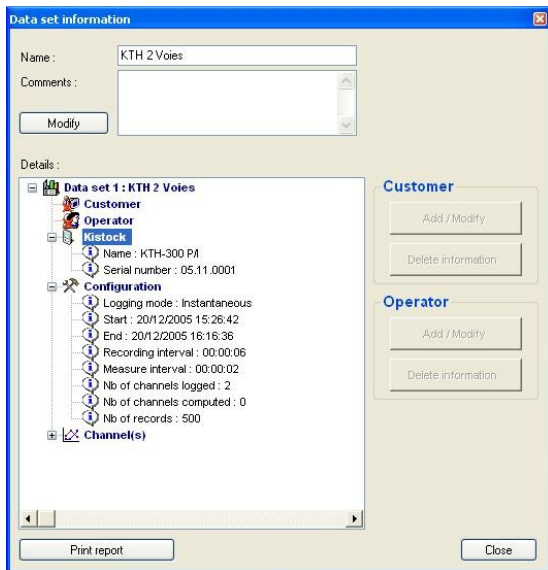 Data set information
Name :
KTH 2 Voies
Comments :
Modify
Details :
Data set 1 : KTH 2 Voies
Customer
Operator
Kistock
Name : KTH-300 P/I
Serial number : 05.11.0001
Configuration
Logging mode : Instantaneous
Start : 20/12/2005 15:26:42
End : 20/12/2005 16:16:36
Recording interval : 00:00:06
Measure interval : 00:00:02
Nb of channels logged : 2
Nb of channels computed : 0
Nb of records : 500
Channel(s)
Customer
Add / Modify
Delete information
Operator
Add / Modify
Delete information
Print report
Close